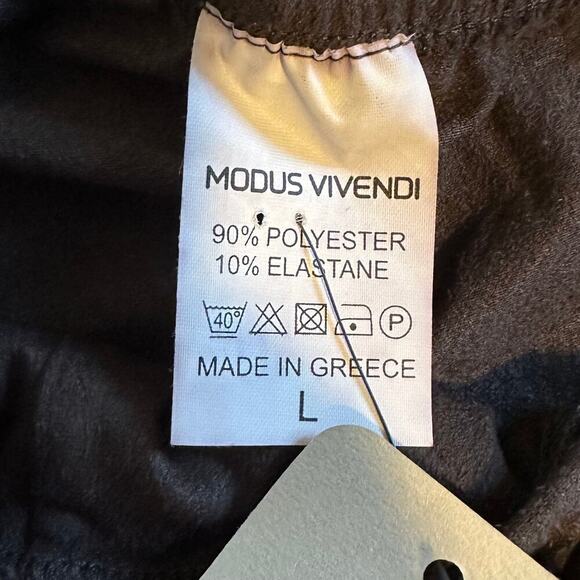 MODUS VIVENDI
90% POLYESTER
10% ELASTANE
40° P
MADE IN GREECE
L